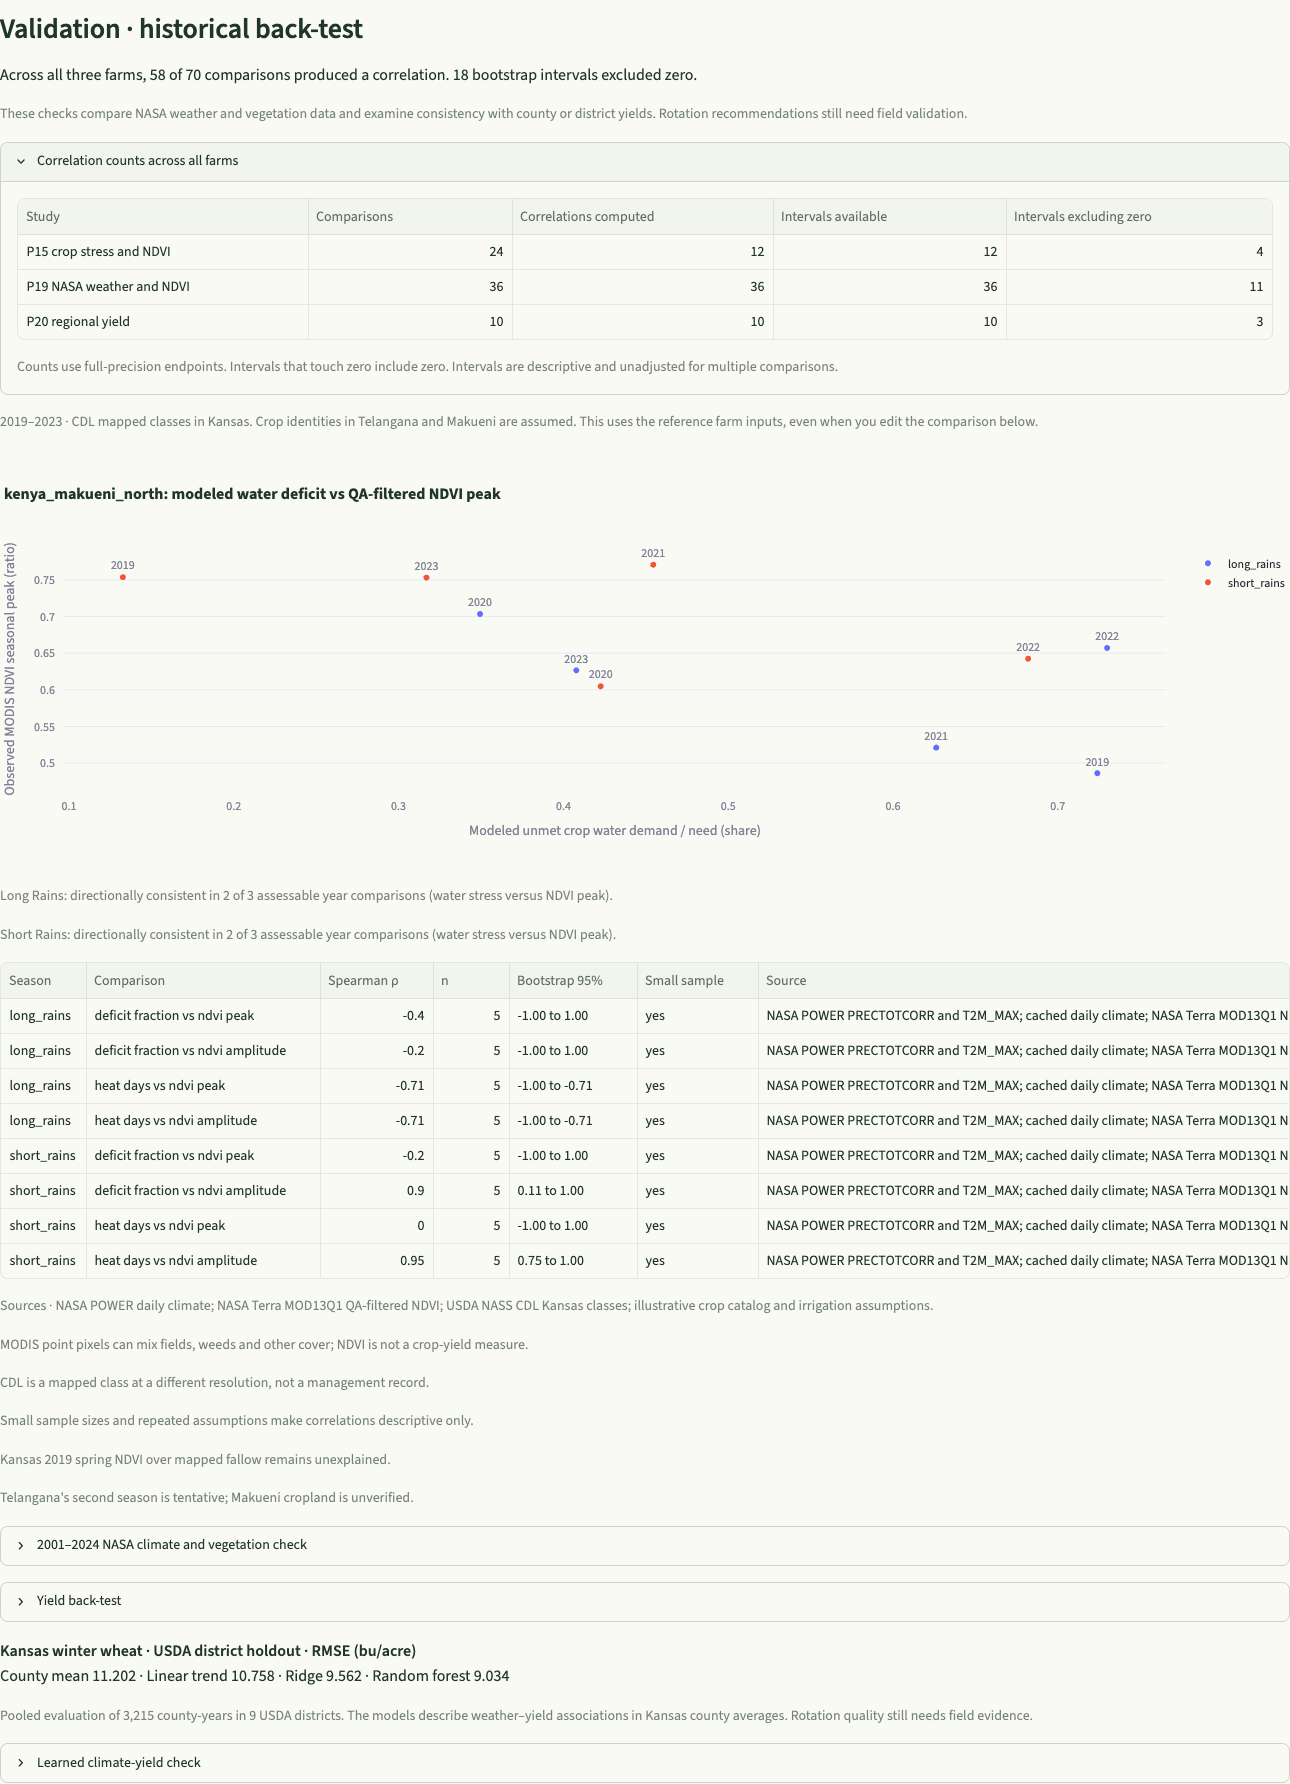 Validation · historical back-test
Across all three farms, 58 of 70 comparisons produced a correlation. 18 bootstrap intervals excluded zero.
These checks compare NASA weather and vegetation data and examine consistency with county or district yields. Rotation recommendations still need field validation.
Correlation counts across all farms
Study Comparisons Correlations computed Intervals available Intervals excluding zero
P15 crop stress and NDVI 24 12 12 4
P19 NASA weather and NDVI 36 36 36 11
P20 regional yield 10 10 10 3
Counts use full-precision endpoints. Intervals that touch zero include zero. Intervals are descriptive and unadjusted for multiple comparisons.
2019–2023 · CDL mapped classes in Kansas. Crop identities in Telangana and Makueni are assumed. This uses the reference farm inputs, even when you edit the comparison below.
kenya_makueni_north: modeled water deficit vs QA-filtered NDVI peak
Observed MODIS NDVI seasonal peak (ratio)
2021
2019 2023
long_rains
0.75
short_rains
2020
0.7
2022
2022
0.65
2023
2020
0.6
2021
0.55
2019
0.5
0.1 0.2 0.3 0.4 0.5 0.6 0.7
Modeled unmet crop water demand / need (share)
Long Rains: directionally consistent in 2 of 3 assessable year comparisons (water stress versus NDVI peak).
Short Rains: directionally consistent in 2 of 3 assessable year comparisons (water stress versus NDVI peak).
Season Comparison Spearman ρ n Bootstrap 95% Small sample Source
long_rains deficit fraction vs ndvi peak -0.4 5 -1.00 to 1.00 yes NASA POWER PRECTOTCORR and T2M_MAX; cached daily climate; NASA Terra MOD13Q1 N
long_rains deficit fraction vs ndvi amplitude -0.2 5 -1.00 to 1.00 yes NASA POWER PRECTOTCORR and T2M_MAX; cached daily climate; NASA Terra MOD13Q1 N
long_rains heat days vs ndvi peak -0.71 5 -1.00 to -0.71 yes NASA POWER PRECTOTCORR and T2M_MAX; cached daily climate; NASA Terra MOD13Q1 N
long_rains heat days vs ndvi amplitude -0.71 5 -1.00 to -0.71 yes NASA POWER PRECTOTCORR and T2M_MAX; cached daily climate; NASA Terra MOD13Q1 N
short_rains deficit fraction vs ndvi peak -0.2 5 -1.00 to 1.00 yes NASA POWER PRECTOTCORR and T2M_MAX; cached daily climate; NASA Terra MOD13Q1 N
short_rains deficit fraction vs ndvi amplitude 0.9 5 0.11 to 1.00 yes NASA POWER PRECTOTCORR and T2M_MAX; cached daily climate; NASA Terra MOD13Q1 N
short_rains heat days vs ndvi peak 0 5 -1.00 to 1.00 yes NASA POWER PRECTOTCORR and T2M_MAX; cached daily climate; NASA Terra MOD13Q1 N
short_rains heat days vs ndvi amplitude 0.95 5 0.75 to 1.00 yes NASA POWER PRECTOTCORR and T2M_MAX; cached daily climate; NASA Terra MOD13Q1 N
Sources · NASA POWER daily climate; NASA Terra MOD13Q1 QA-filtered NDVI; USDA NASS CDL Kansas classes; illustrative crop catalog and irrigation assumptions.
MODIS point pixels can mix fields, weeds and other cover; NDVI is not a crop-yield measure.
CDL is a mapped class at a different resolution, not a management record.
Small sample sizes and repeated assumptions make correlations descriptive only.
Kansas 2019 spring NDVI over mapped fallow remains unexplained.
Telangana's second season is tentative; Makueni cropland is unverified.
2001–2024 NASA climate and vegetation check
Yield back-test
Kansas winter wheat · USDA district holdout · RMSE (bu/acre)
County mean 11.202 · Linear trend 10.758 · Ridge 9.562 · Random forest 9.034
Pooled evaluation of 3,215 county-years in 9 USDA districts. The models describe weather–yield associations in Kansas county averages. Rotation quality still needs field evidence.
Learned climate-yield check